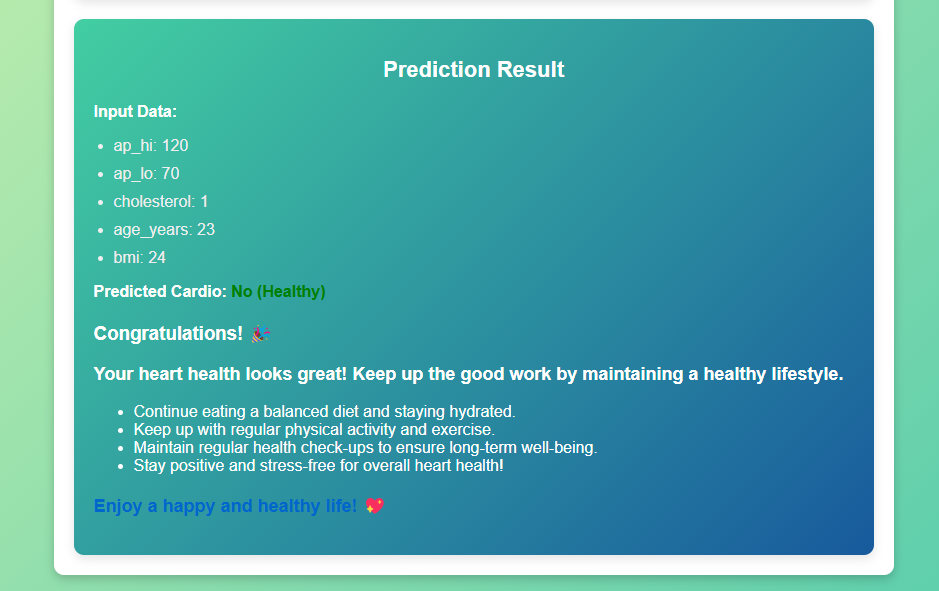 Prediction Result
Input Data:
• ap_hi: 120
• ap_lo: 70
• cholesterol: 1
• age_years: 23
• bmi: 24
Predicted Cardio: No (Healthy)
Congratulations! 🎉
Your heart health looks great! Keep up the good work by maintaining a healthy lifestyle.
• Continue eating a balanced diet and staying hydrated.
• Keep up with regular physical activity and exercise.
• Maintain regular health check-ups to ensure long-term well-being.
• Stay positive and stress-free for overall heart health!
Enjoy a happy and healthy life! 💖